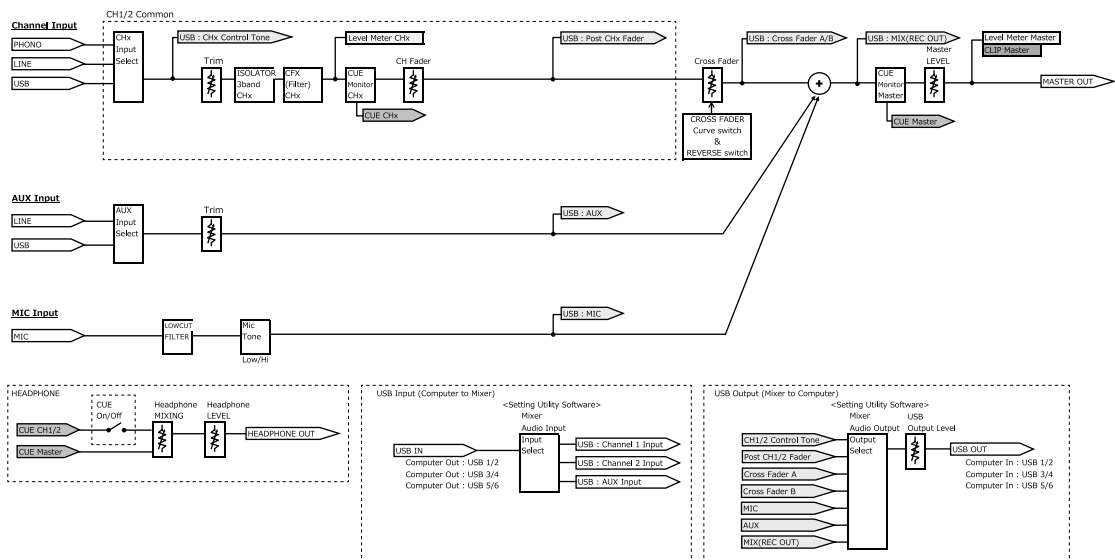 CH1/2 Common
Channel Input
PHONO
LINE
USB
CHx
Input
Select
USB : CHx Control Tone
Trim
ISOLATOR
3band
CHx
CFX
(Filter)
CHx
Level Meter CHx
CUE
Monitor
CHx
CUE CHx
CH Fader
USB : Post CHx Fader
Cross Fader
CROSS FADER
Curve switch
&
REVERSE switch
USB : Cross Fader A/B
+
USB : MIX(REC OUT)
CUE
Monitor
Master
CUE Master
Master
LEVEL
Level Meter Master
CLIP Master
MASTER OUT
AUX Input
LINE
USB
AUX
Input
Select
Trim
USB : AUX
MIC Input
MIC
LOWCUT
FILTER
Mic
Tone
Low/Hi
USB : MIC
HEADPHONE
CUE
On/Off
CUE CH1/2
CUE Master
Headphone
MIXING
Headphone
LEVEL
HEADPHONE OUT
USB Input (Computer to Mixer)
<Setting Utility Software>
Mixer
Audio Input
Input
Select
USB IN
Computer Out : USB 1/2
Computer Out : USB 3/4
Computer Out : USB 5/6
USB : Channel 1 Input
USB : Channel 2 Input
USB : AUX Input
USB Output (Mixer to Computer)
<Setting Utility Software>
Mixer
Audio Output
Output
Select
USB
Output Level
CH1/2 Control Tone
Post CH1/2 Fader
Cross Fader A
Cross Fader B
MIC
AUX
MIX(REC OUT)
USB OUT
Computer In : USB 1/2
Computer In : USB 3/4
Computer In : USB 5/6